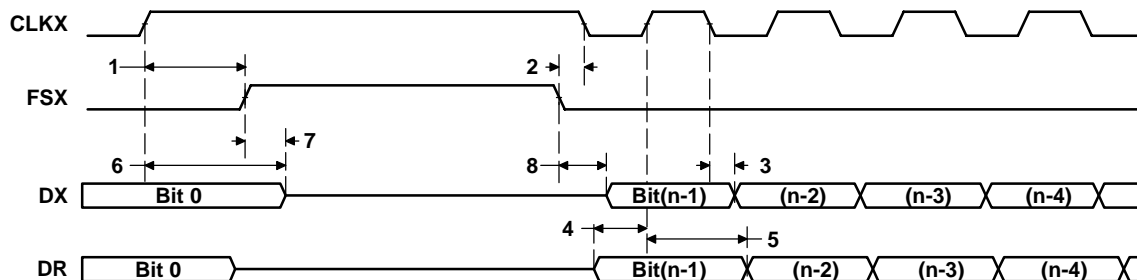 CLKX
1
2
FSX
7
6
8
3
DX
Bit 0
Bit(n-1)
(n-2)
(n-3)
(n-4)
4
5
DR
Bit 0
Bit(n-1)
(n-2)
(n-3)
(n-4)